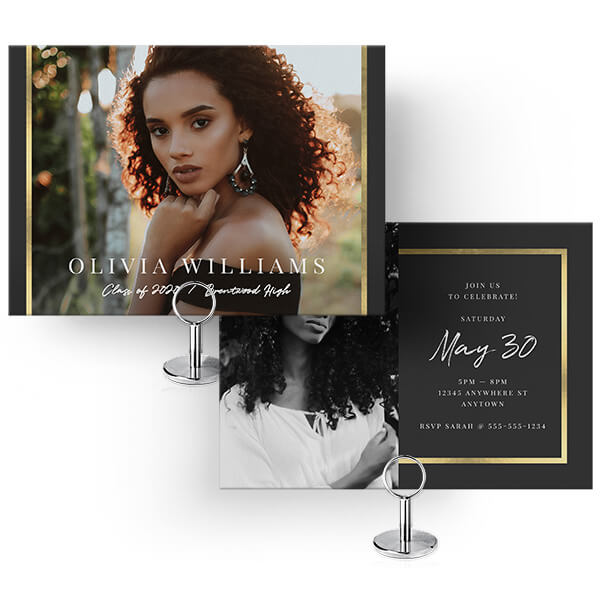 OLIVIA WILLIAMS
Class of 2020 / Brentwood High
JOIN US
TO CELEBRATE!
SATURDAY
May 30
5PM — 8PM
12345 ANYWHERE ST
ANYTOWN
RSVP SARAH @ 555-555-1234